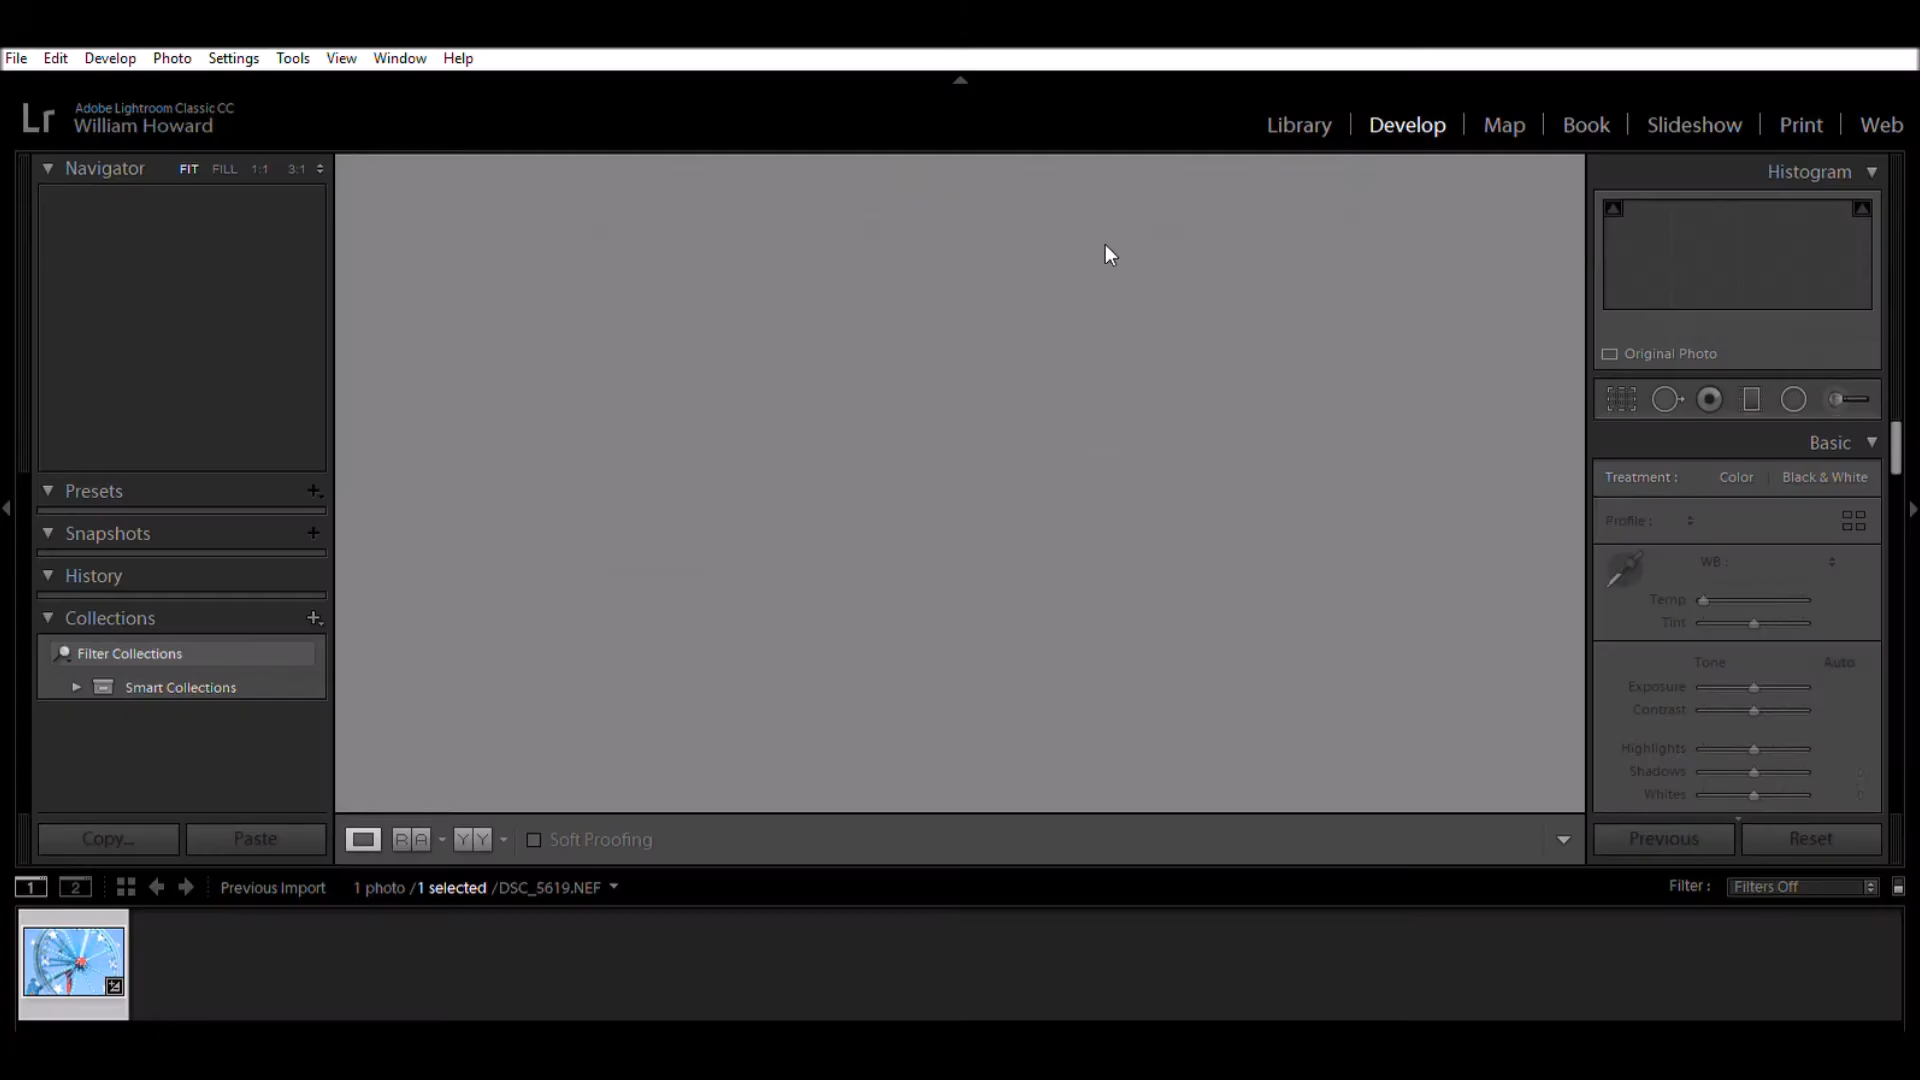 File Edit Develop Photo Settings Tools View Window Help
Lr
Adobe Lightroom Classic CC
William Howard
Library | Develop | Map | Book | Slideshow | Print | Web
Navigator FIT FILL 1:1 3:1
Histogram
Original Photo
Basic
Treatment : Color Black & White
Profile :
WB :
Temp
Tint
Tone Auto
Exposure
Contrast
Highlights
Shadows
Whites
Presets
Snapshots
History
Collections
Filter Collections
Smart Collections
Copy... Paste
R A Y Y Soft Proofing
Previous Reset
1 2 Previous Import 1 photo /1 selected /DSC_5619.NEF
Filter : Filters Off